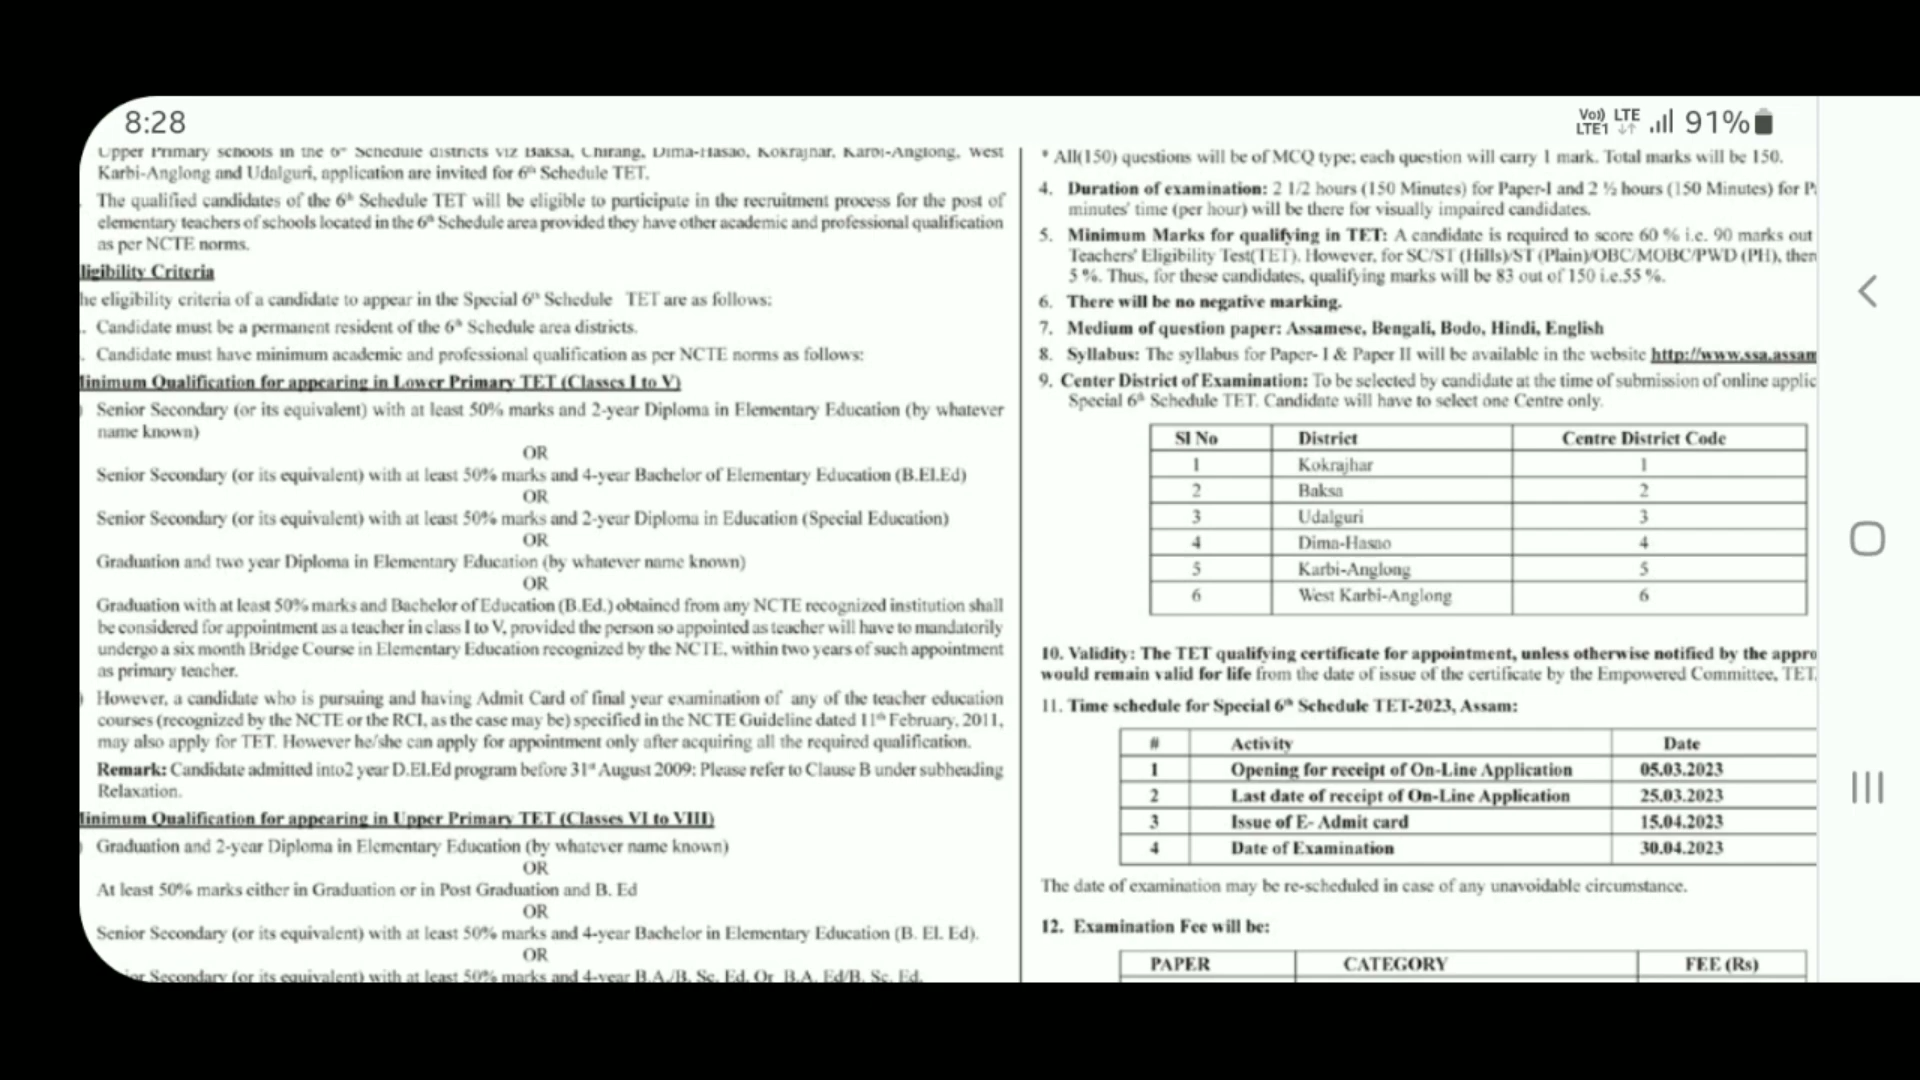 8:28
Vo)) LTE
LTE1
91%
Upper Primary schools in the 6th Schedule districts viz Baksa, Chirang, Dima-Hasao, Kokrajhar, Karbi-Anglong, West
Karbi-Anglong and Udalguri, application are invited for 6th Schedule TET.
The qualified candidates of the 6th Schedule TET will be eligible to participate in the recruitment process for the post of
elementary teachers of schools located in the 6th Schedule area provided they have other academic and professional qualification
as per NCTE norms.
ligibility Criteria
he eligibility criteria of a candidate to appear in the Special 6th Schedule TET are as follows:
. Candidate must be a permanent resident of the 6th Schedule area districts.
. Candidate must have minimum academic and professional qualification as per NCTE norms as follows:
inimum Qualification for appearing in Lower Primary TET (Classes I to V)
) Senior Secondary (or its equivalent) with at least 50% marks and 2-year Diploma in Elementary Education (by whatever
name known)
OR
Senior Secondary (or its equivalent) with at least 50% marks and 4-year Bachelor of Elementary Education (B.El.Ed)
OR
Senior Secondary (or its equivalent) with at least 50% marks and 2-year Diploma in Education (Special Education)
OR
Graduation and two year Diploma in Elementary Education (by whatever name known)
OR
Graduation with at least 50% marks and Bachelor of Education (B.Ed.) obtained from any NCTE recognized institution shall
be considered for appointment as a teacher in class I to V, provided the person so appointed as teacher will have to mandatorily
undergo a six month Bridge Course in Elementary Education recognized by the NCTE, within two years of such appointment
as primary teacher.
) However, a candidate who is pursuing and having Admit Card of final year examination of any of the teacher education
courses (recognized by the NCTE or the RCI, as the case may be) specified in the NCTE Guideline dated 11th February, 2011,
may also apply for TET. However he/she can apply for appointment only after acquiring all the required qualification.
Remark: Candidate admitted into2 year D.El.Ed program before 31st August 2009: Please refer to Clause B under subheading
Relaxation.
inimum Qualification for appearing in Upper Primary TET (Classes VI to VIII)
) Graduation and 2-year Diploma in Elementary Education (by whatever name known)
OR
At least 50% marks either in Graduation or in Post Graduation and B. Ed
OR
Senior Secondary (or its equivalent) with at least 50% marks and 4-year Bachelor in Elementary Education (B. El. Ed).
OR
ior Secondary (or its equivalent) with at least 50% marks and 4-year B.A./B. Sc. Ed. Or B.A. Ed/B. Sc. Ed.
* All(150) questions will be of MCQ type; each question will carry 1 mark. Total marks will be 150.
4. Duration of examination: 2 1/2 hours (150 Minutes) for Paper-I and 2 ½ hours (150 Minutes) for P
minutes' time (per hour) will be there for visually impaired candidates.
5. Minimum Marks for qualifying in TET: A candidate is required to score 60 % i.e. 90 marks out
Teachers' Eligibility Test(TET). However, for SC/ST (Hills)/ST (Plain)/OBC/MOBC/PWD (PH), then
5 %. Thus, for these candidates, qualifying marks will be 83 out of 150 i.e.55 %.
6. There will be no negative marking.
7. Medium of question paper: Assamese, Bengali, Bodo, Hindi, English
8. Syllabus: The syllabus for Paper- I & Paper II will be available in the website http://www.ssa.assam
9. Center District of Examination: To be selected by candidate at the time of submission of online applic
Special 6th Schedule TET. Candidate will have to select one Centre only.
Sl No District Centre District Code
1 Kokrajhar 1
2 Baksa 2
3 Udalguri 3
4 Dima-Hasao 4
5 Karbi-Anglong 5
6 West Karbi-Anglong 6
10. Validity: The TET qualifying certificate for appointment, unless otherwise notified by the appro
would remain valid for life from the date of issue of the certificate by the Empowered Committee, TET.
11. Time schedule for Special 6th Schedule TET-2023, Assam:
# Activity Date
1 Opening for receipt of On-Line Application 05.03.2023
2 Last date of receipt of On-Line Application 25.03.2023
3 Issue of E- Admit card 15.04.2023
4 Date of Examination 30.04.2023
The date of examination may be re-scheduled in case of any unavoidable circumstance.
12. Examination Fee will be:
PAPER CATEGORY FEE (Rs)